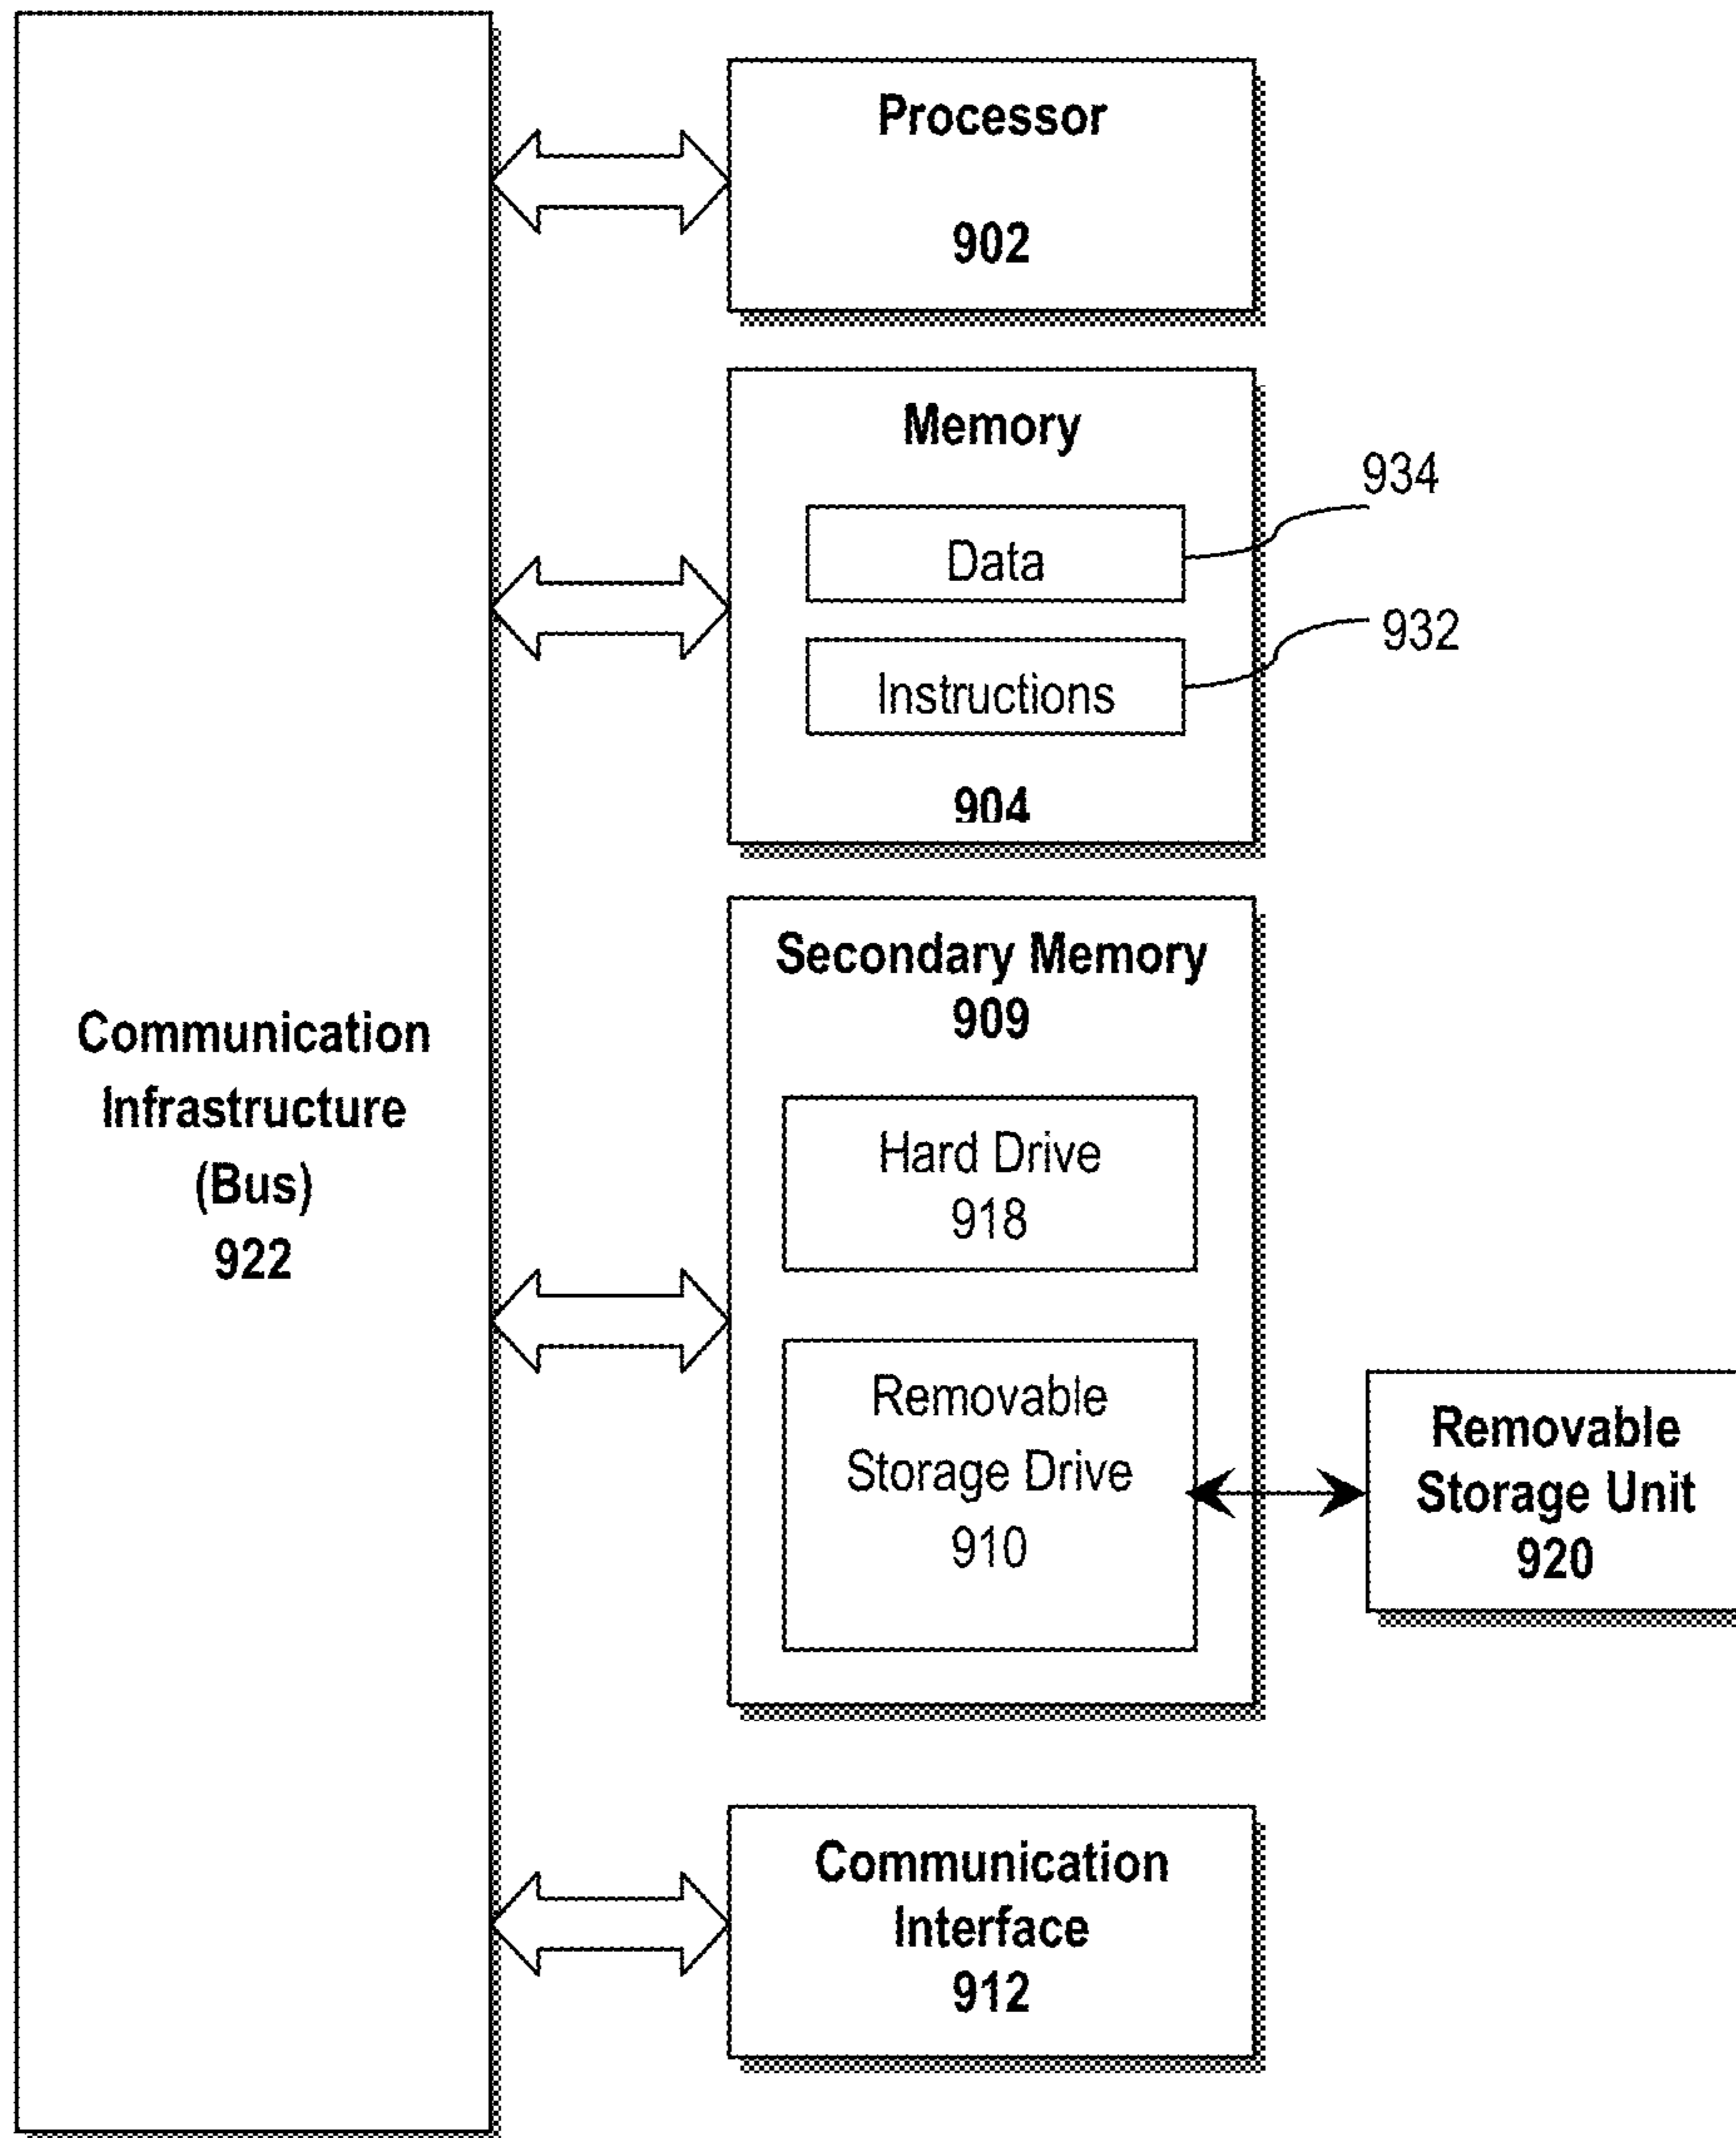 Processor
902
Memory
934
Data
932
Instructions
904
Secondary Memory
909
Communication
Infrastructure
(Bus)
922
Hard Drive
918
Removable
Storage Drive
910
Removable
Storage Unit
920
Communication
Interface
912